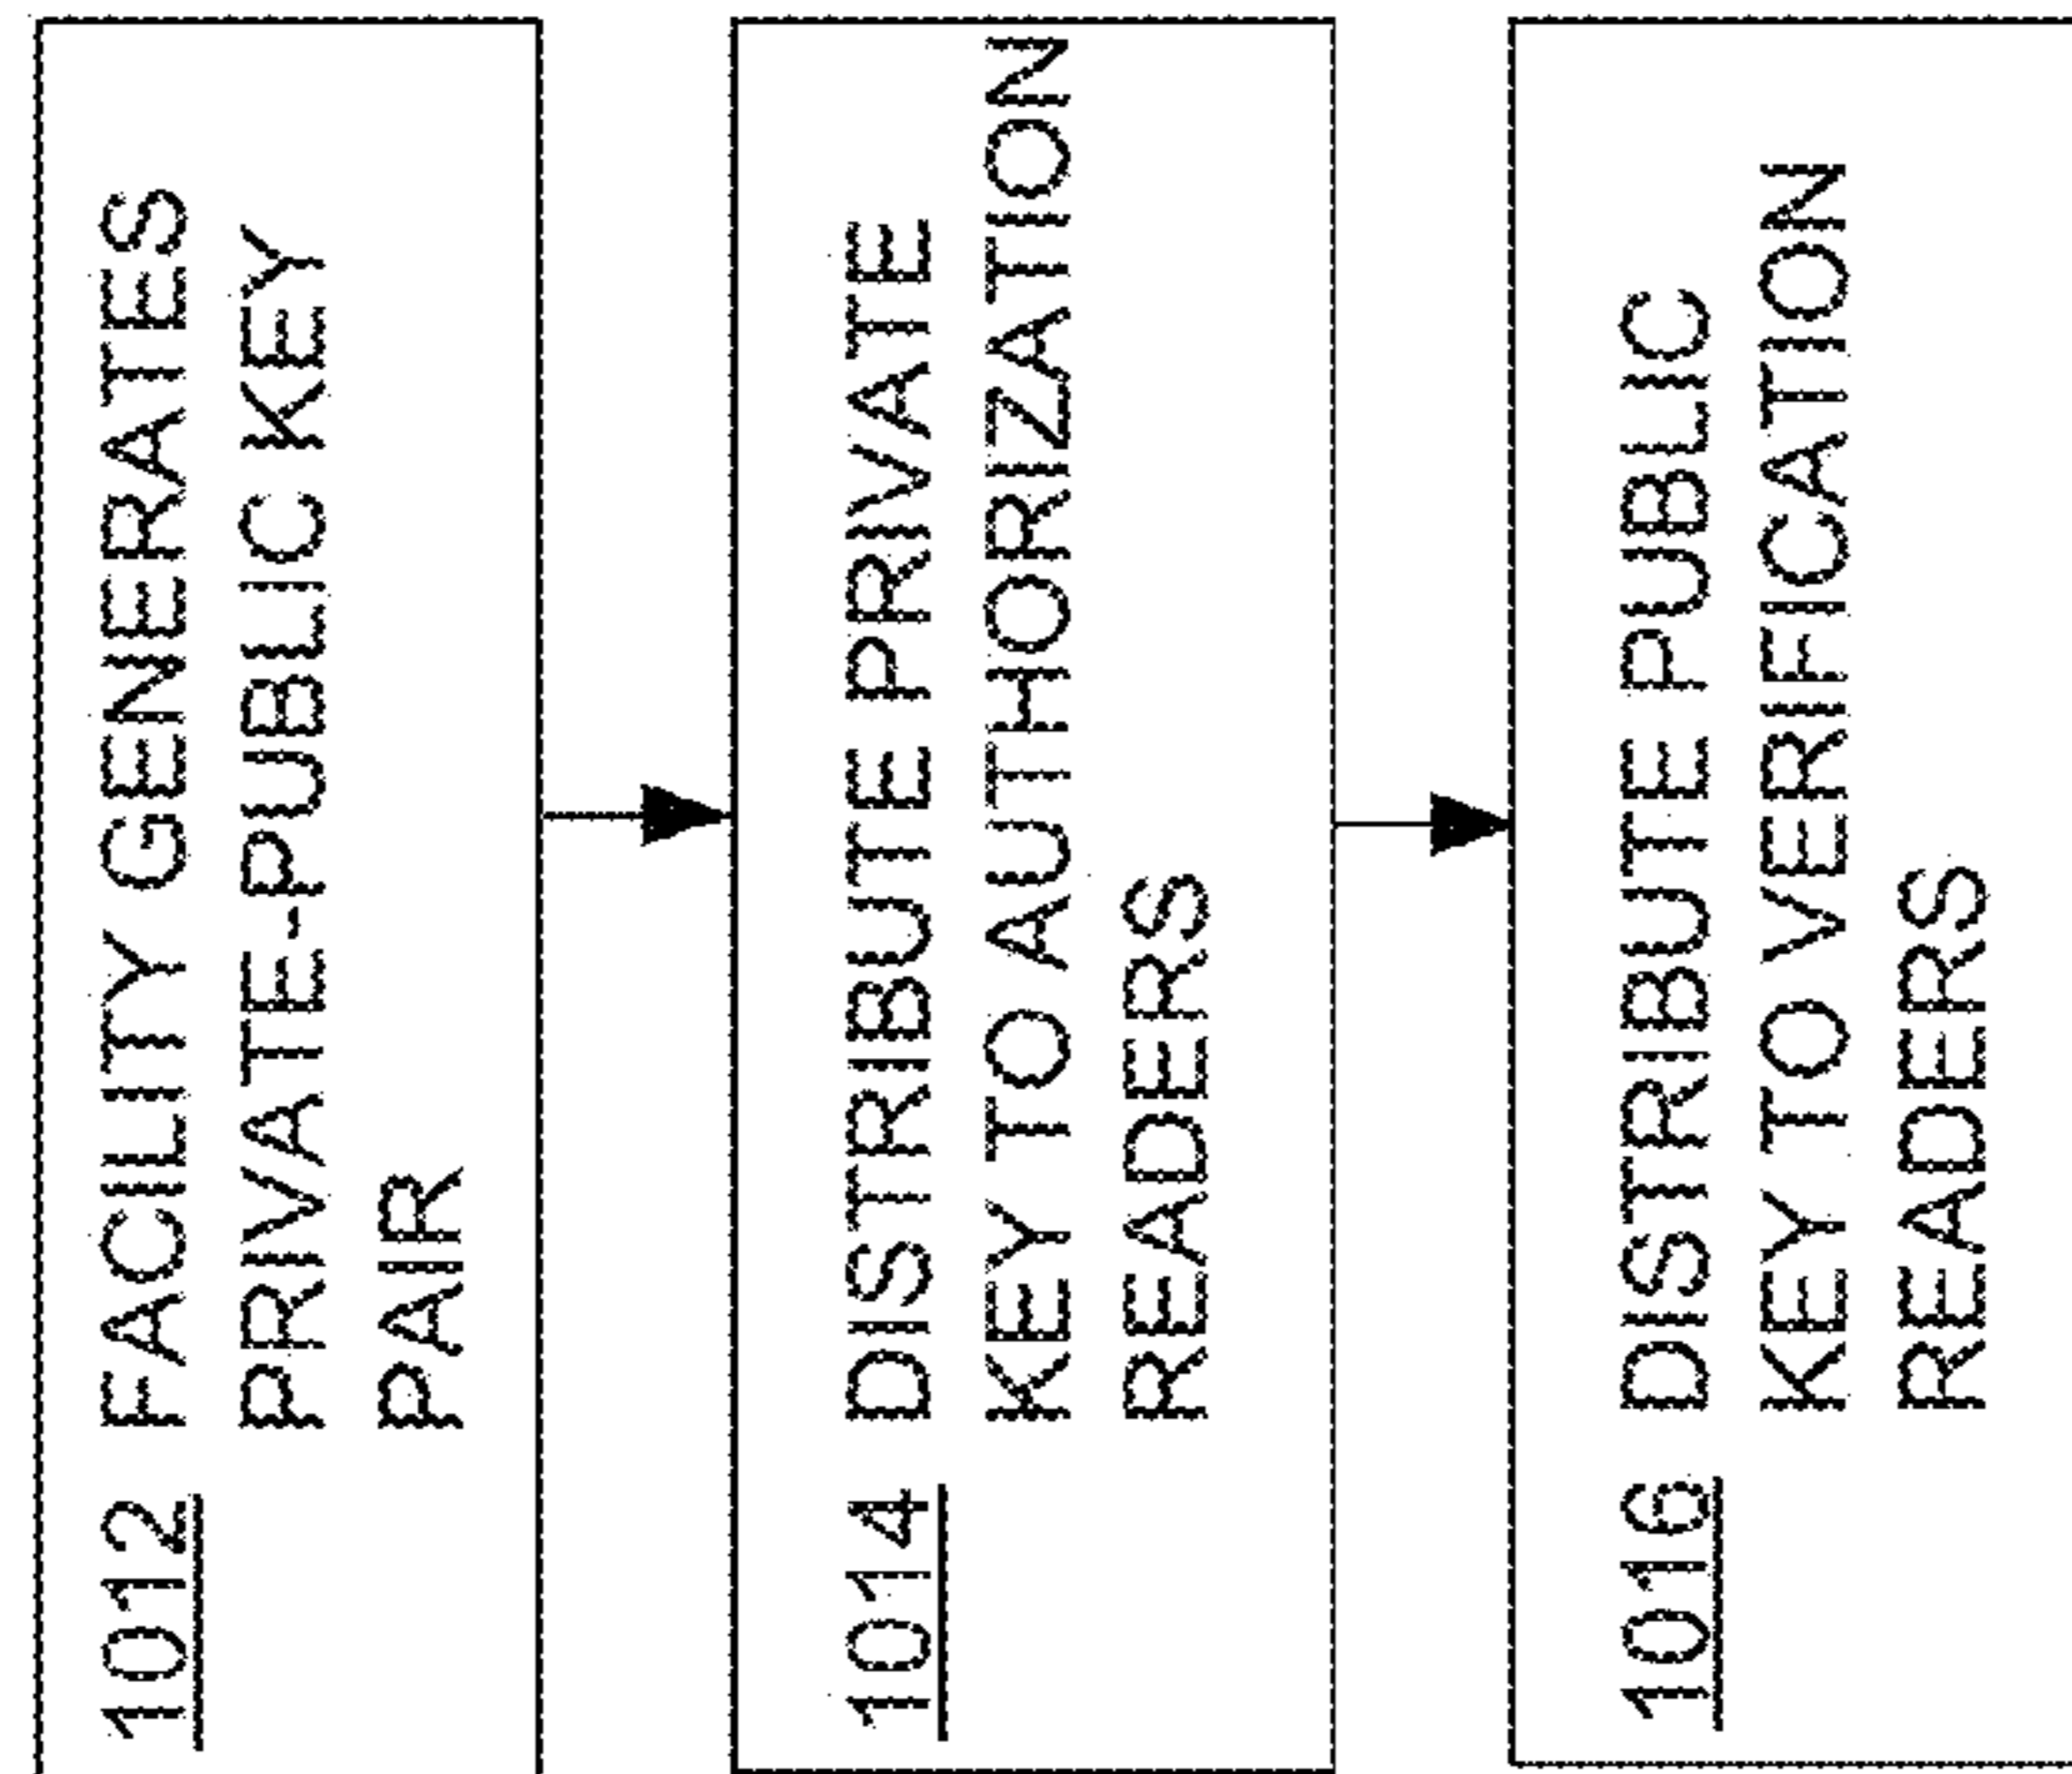 1012 FACILITY GENERATES
PRIVATE-PUBLIC KEY
PAIR
1014 DISTRIBUTE PRIVATE
KEY TO AUTHORIZATION
READERS
1016 DISTRIBUTE PUBLIC
KEY TO VERIFICATION
READERS